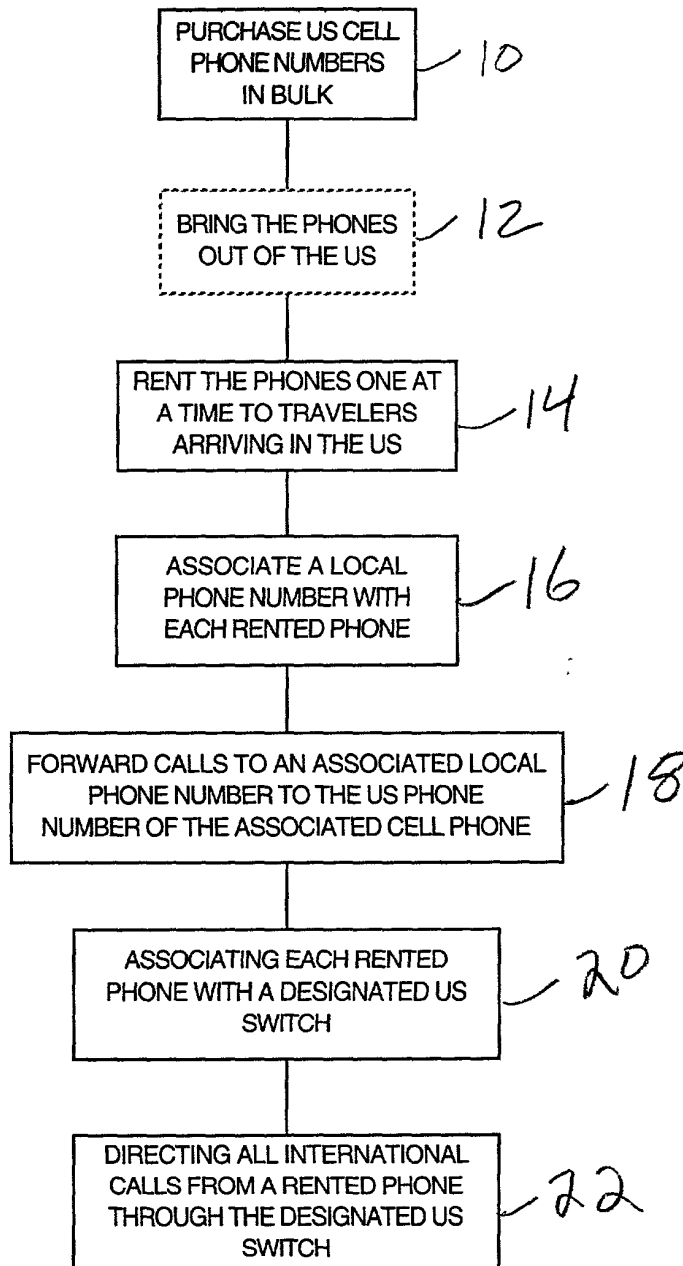 PURCHASE US CELL
PHONE NUMBERS
IN BULK
10
BRING THE PHONES
OUT OF THE US
12
RENT THE PHONES ONE AT
A TIME TO TRAVELERS
ARRIVING IN THE US
14
ASSOCIATE A LOCAL
PHONE NUMBER WITH
EACH RENTED PHONE
16
FORWARD CALLS TO AN ASSOCIATED LOCAL
PHONE NUMBER TO THE US PHONE
NUMBER OF THE ASSOCIATED CELL PHONE
18
ASSOCIATING EACH RENTED
PHONE WITH A DESIGNATED US
SWITCH
20
DIRECTING ALL INTERNATIONAL
CALLS FROM A RENTED PHONE
THROUGH THE DESIGNATED US
SWITCH
22